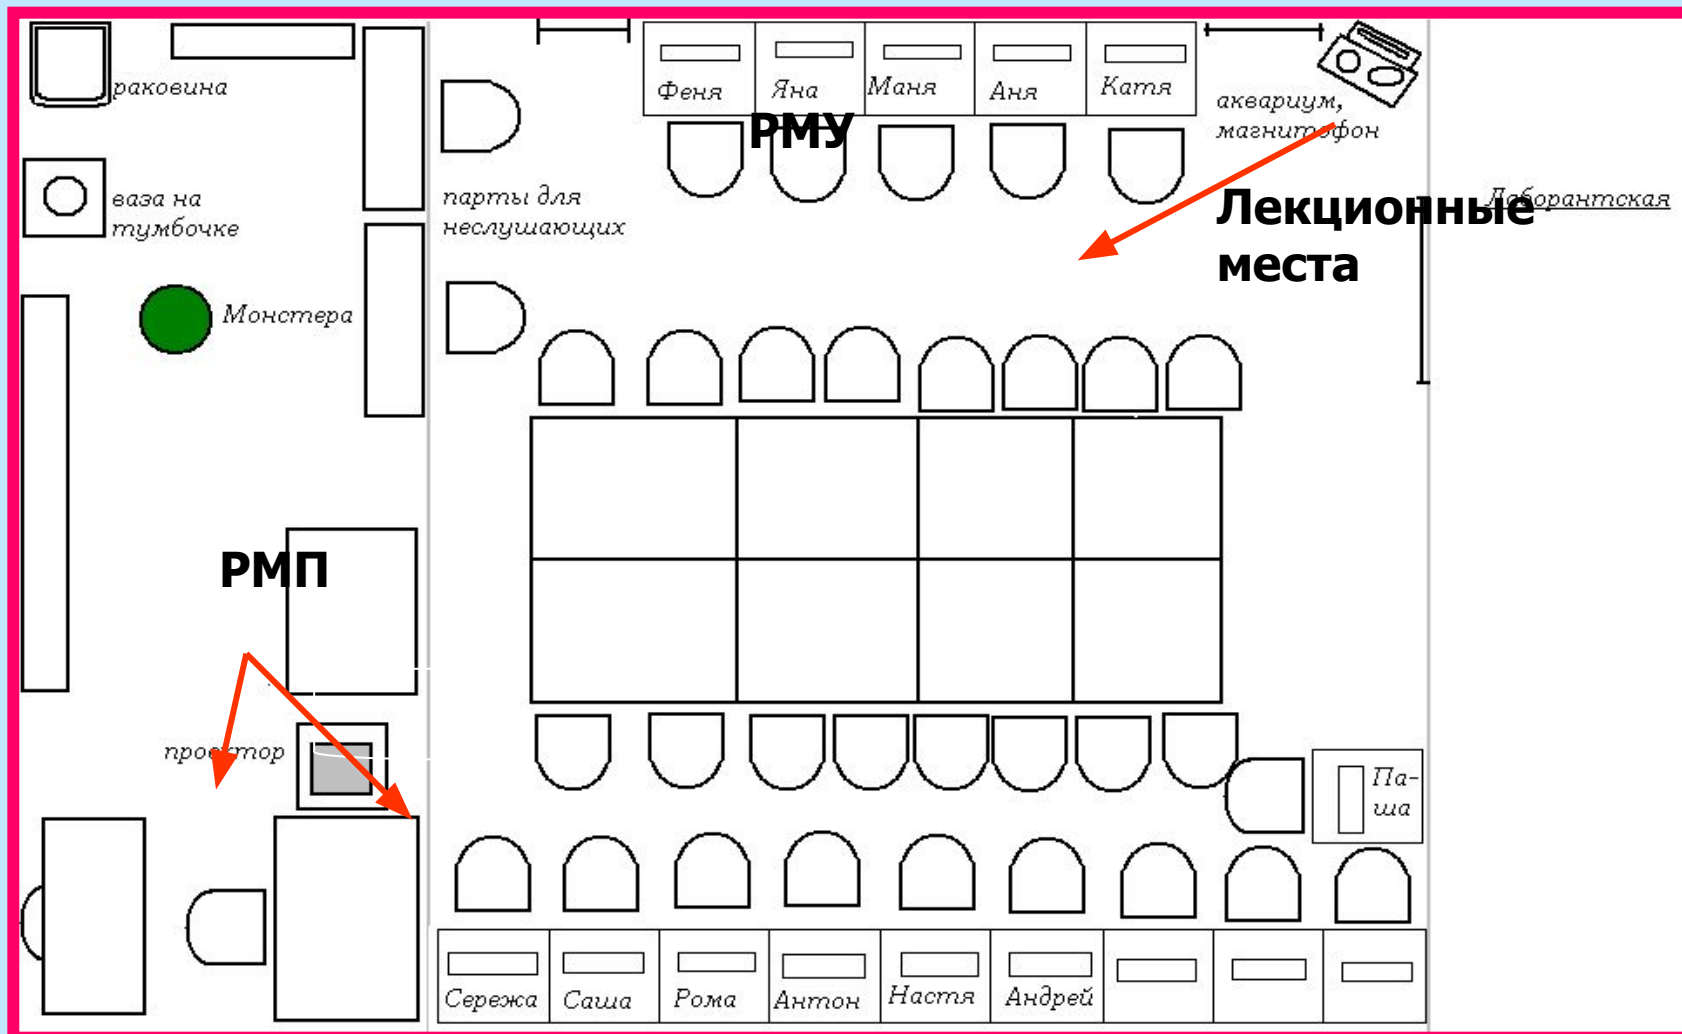 раковина
ваза на
тумбочке
Монстера
РМП
проектор
Феня
Яна
Маня
Аня
Катя
РМУ
парты для
неслушающих
аквариум,
магнитофон
Лекционные
места
Лаборантская
Па-
ша
Сережа
Саша
Рома
Антон
Настя
Андрей